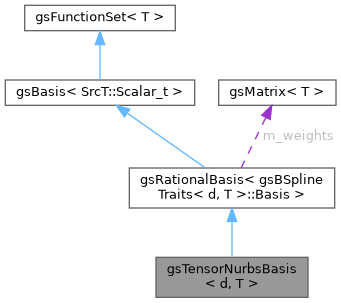 gsFunctionSet< T >
gsBasis< SrcT::Scalar_t >
gsMatrix< T >
m_weights
gsRationalBasis< gsBSpline
Traits< d, T >::Basis >
gsTensorNurbsBasis
< d, T >